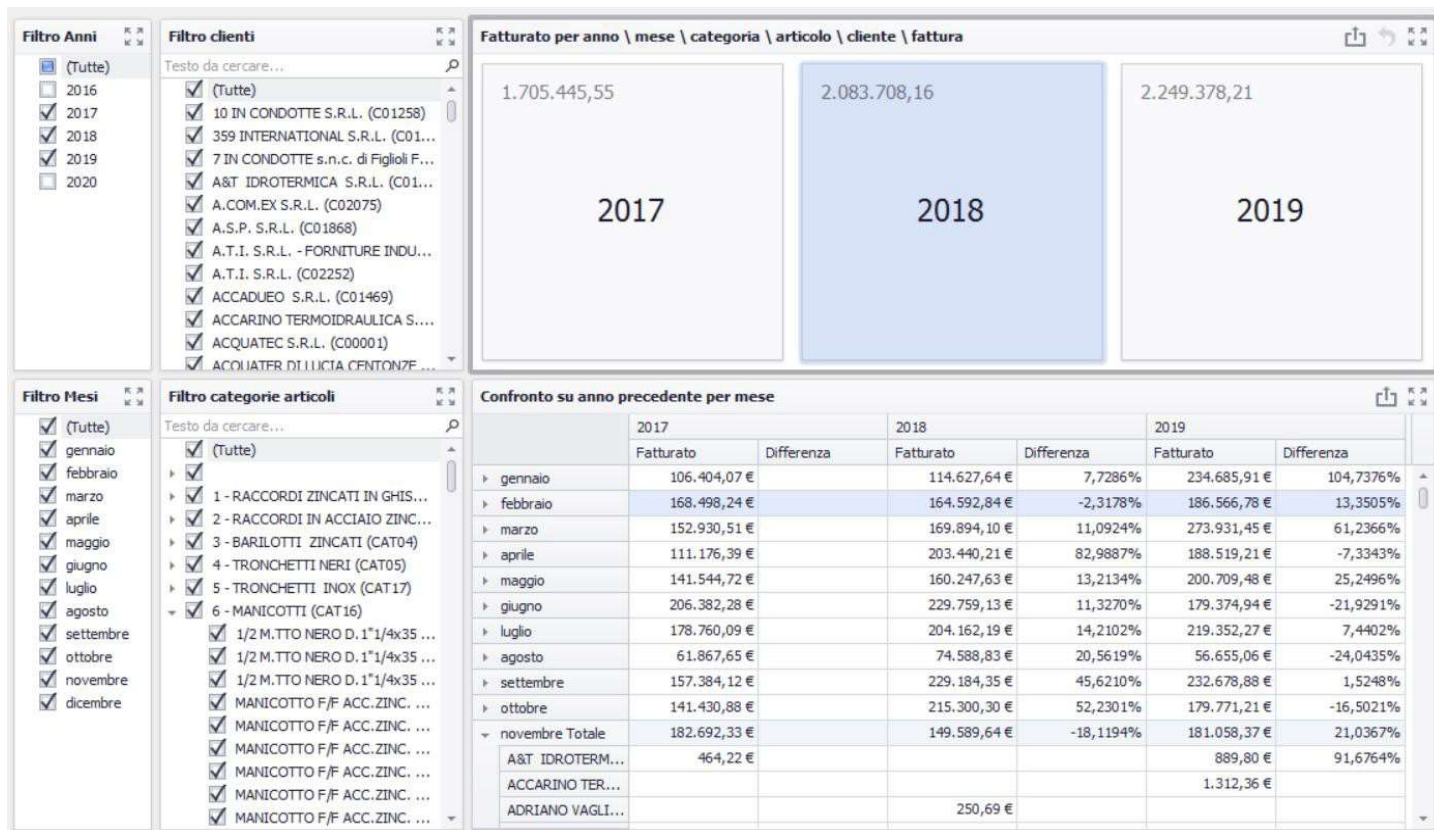 Filtro Anni
(Tutte)
2016
2017
2018
2019
2020
Filtro clienti
Testo da cercare...
(Tutte)
10 IN CONDOTTE S.R.L. (C01258)
359 INTERNATIONAL S.R.L. (C01...
7 IN CONDOTTE s.n.c. di Figlioli F...
A&T IDROTERMICA S.R.L. (C01...
A.COM.EX S.R.L. (C02075)
A.S.P. S.R.L. (C01868)
A.T.I. S.R.L. - FORNITURE INDU...
A.T.I. S.R.L. (C02252)
ACCADUEO S.R.L. (C01469)
ACCARINO TERMOIDRAULICA S....
ACQUATEC S.R.L. (C00001)
ACQUATER DI LUCIA CENTONZE ...
Fatturato per anno \ mese \ categoria \ articolo \ cliente \ fattura
1.705.445,55 2.083.708,16 2.249.378,21
2017 2018 2019
Filtro Mesi
(Tutte)
gennaio
febbraio
marzo
aprile
maggio
giugno
luglio
agosto
settembre
ottobre
novembre
dicembre
Filtro categorie articoli
Testo da cercare...
(Tutte)
1 - RACCORDI ZINCATI IN GHIS...
2 - RACCORDI IN ACCIAIO ZINC...
3 - BARILOTTI ZINCATI (CAT04)
4 - TRONCHETTI NERI (CAT05)
5 - TRONCHETTI INOX (CAT17)
6 - MANICOTTI (CAT16)
1/2 M.TTO NERO D.1"1/4x35 ...
1/2 M.TTO NERO D.1"1/4x35 ...
1/2 M.TTO NERO D.1"1/4x35 ...
MANICOTTO F/F ACC.ZINC. ...
MANICOTTO F/F ACC.ZINC. ...
MANICOTTO F/F ACC.ZINC. ...
MANICOTTO F/F ACC.ZINC. ...
MANICOTTO F/F ACC.ZINC. ...
MANICOTTO F/F ACC.ZINC. ...
Confronto su anno precedente per mese
2017 2018 2019
Fatturato Differenza Fatturato Differenza Fatturato Differenza
gennaio 106.404,07 € 114.627,64 € 7,7286% 234.685,91 € 104,7376%
febbraio 168.498,24 € 164.592,84 € -2,3178% 186.566,78 € 13,3505%
marzo 152.930,51 € 169.894,10 € 11,0924% 273.931,45 € 61,2366%
aprile 111.176,39 € 203.440,21 € 82,9887% 188.519,21 € -7,3343%
maggio 141.544,72 € 160.247,63 € 13,2134% 200.709,48 € 25,2496%
giugno 206.382,28 € 229.759,13 € 11,3270% 179.374,94 € -21,9291%
luglio 178.760,09 € 204.162,19 € 14,2102% 219.352,27 € 7,4402%
agosto 61.867,65 € 74.588,83 € 20,5619% 56.655,06 € -24,0435%
settembre 157.384,12 € 229.184,35 € 45,6210% 232.678,88 € 1,5248%
ottobre 141.430,88 € 215.300,30 € 52,2301% 179.771,21 € -16,5021%
novembre Totale 182.692,33 € 149.589,64 € -18,1194% 181.058,37 € 21,0367%
A&T IDROTERM... 464,22 € 889,80 € 91,6764%
ACCARINO TER... 1.312,36 €
ADRIANO VAGLI... 250,69 €